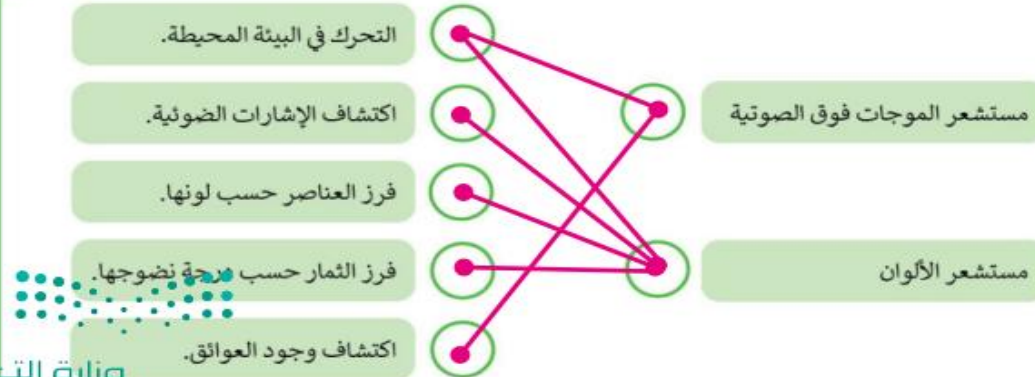 التحرك في البيئة المحيطة.
مستشعر الموجات فوق الصوتية
اكتشاف الإشارات الضوئية.
فرز العناصر حسب لونها.
مستشعر الألوان
فرز الثمار حسب درجة نضوجها.
اكتشاف وجود العوائق.
وزارة